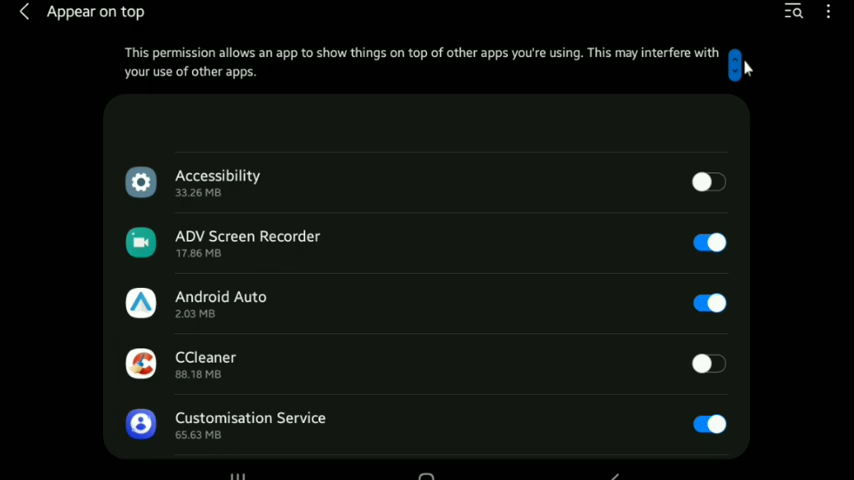 Appear on top
This permission allows an app to show things on top of other apps you're using. This may interfere with
your use of other apps.
Accessibility
33.26 MB
ADV Screen Recorder
17.86 MB
Android Auto
2.03 MB
CCleaner
88.18 MB
Customisation Service
65.63 MB